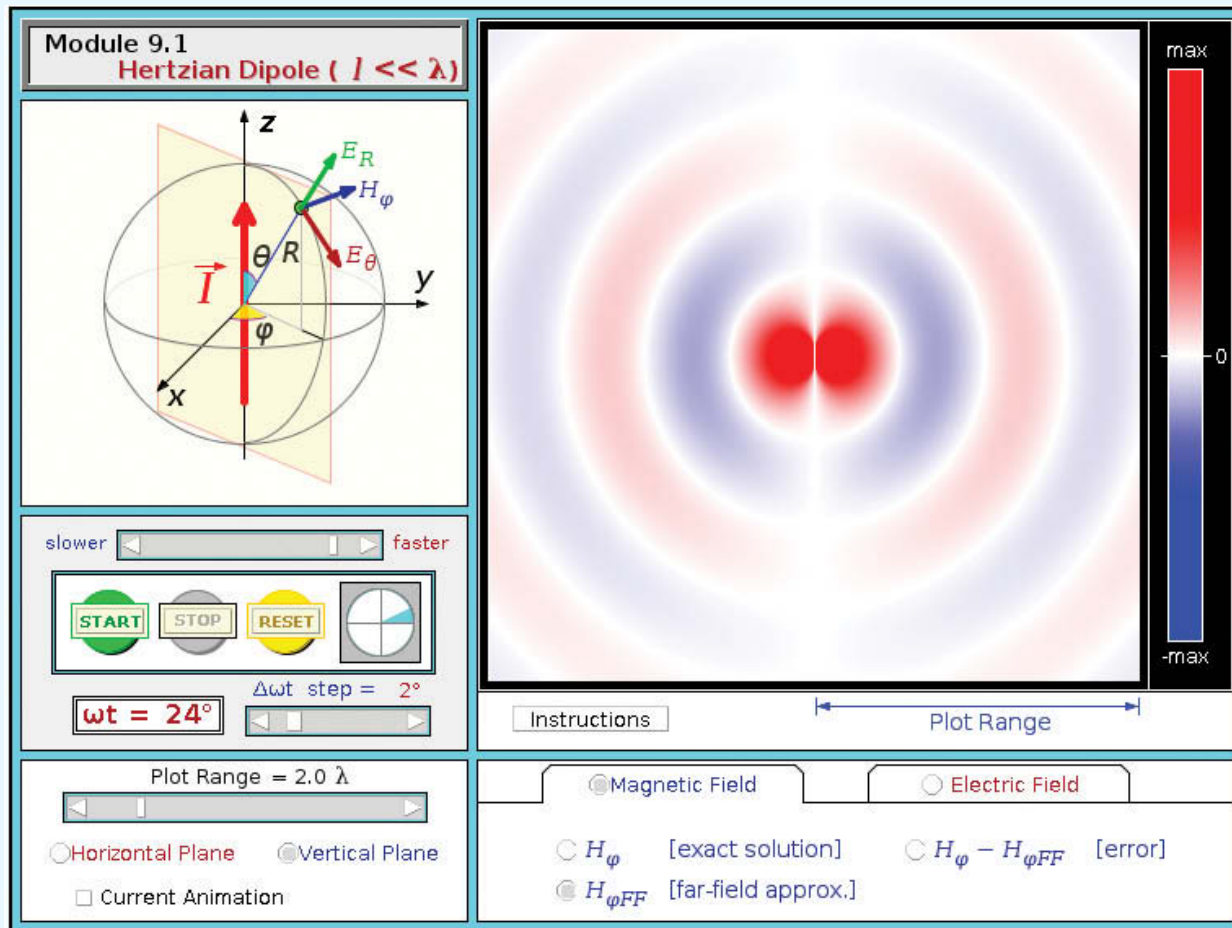 Module 9.1
Hertzian Dipole ( l << λ)
z
E_R
H_φ
θ
R
E_θ
I
y
φ
x
max
0
-max
slower
faster
START
STOP
RESET
Δωt step = 2°
ωt = 24°
Instructions
Plot Range
Plot Range = 2.0 λ
Horizontal Plane
Vertical Plane
Current Animation
Magnetic Field
Electric Field
H_φ [exact solution]
H_φ − H_φFF [error]
H_φFF [far-field approx.]